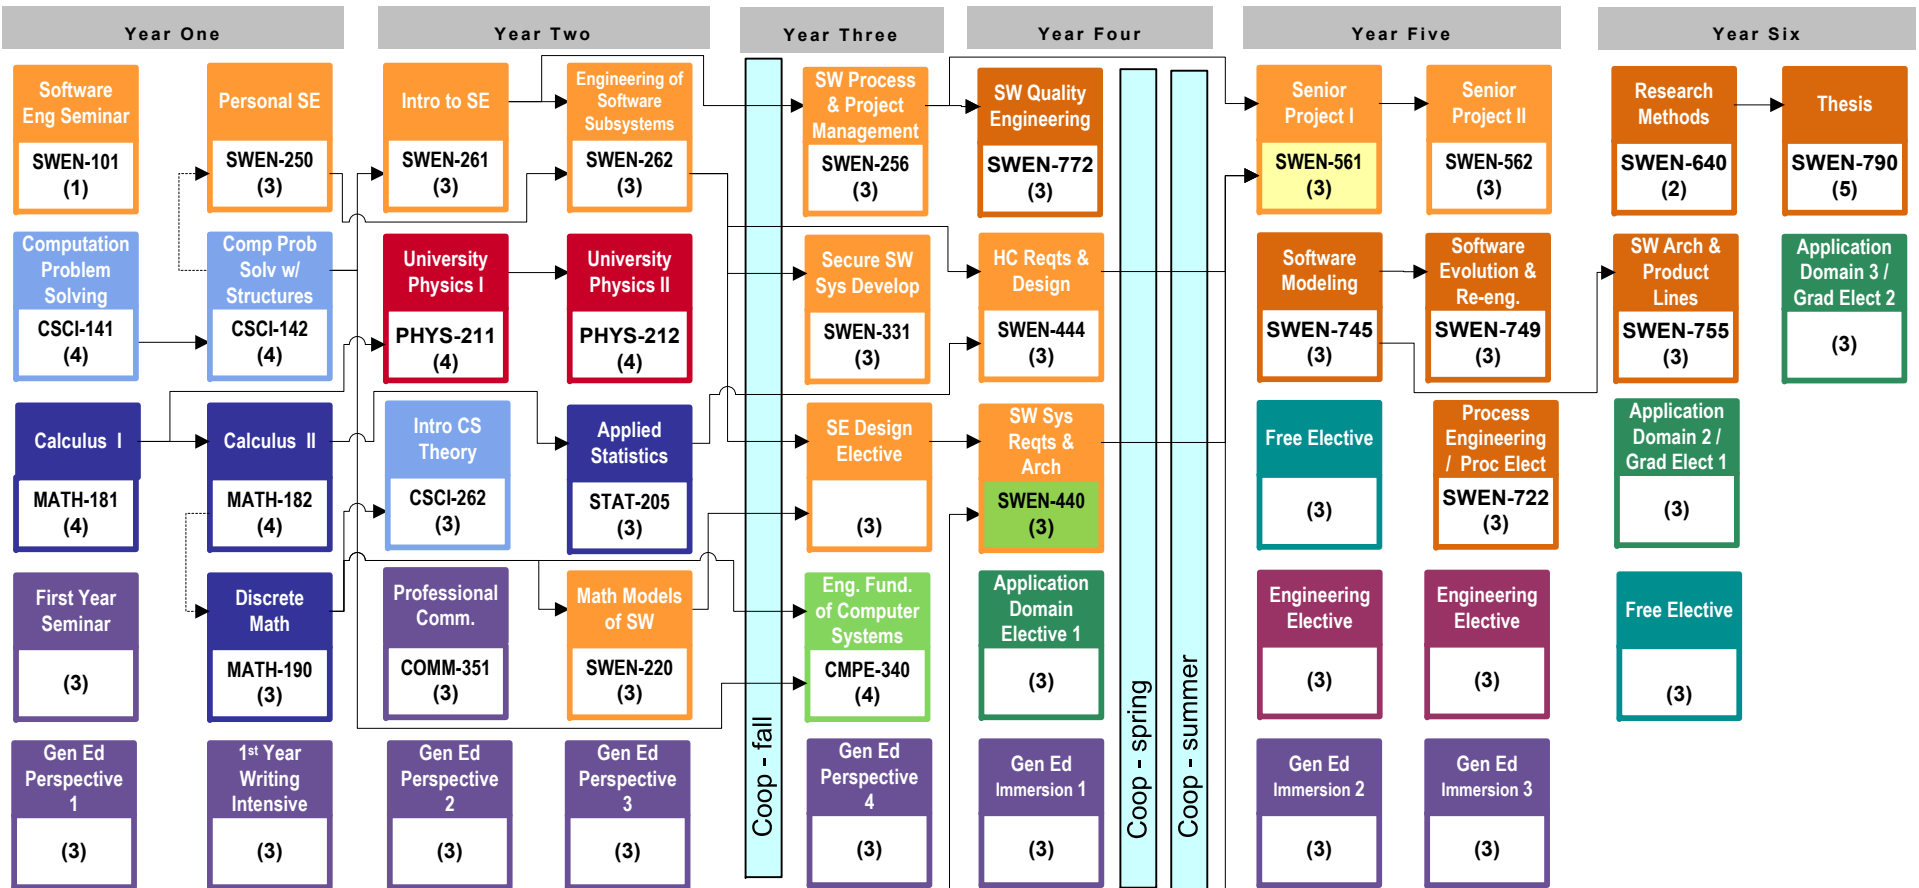 Year One
Software
Eng Seminar
SWEN-101
(1)
Personal SE
SWEN-250
(3)
Computation
Problem
Solving
CSCI-141
(4)
Comp Prob
Solv w/
Structures
CSCI-142
(4)
Calculus I
MATH-181
(4)
Calculus II
MATH-182
(4)
First Year
Seminar
(3)
Discrete
Math
MATH-190
(3)
Gen Ed
Perspective
1
(3)
1st Year
Writing
Intensive
(3)
Year Two
Intro to SE
SWEN-261
(3)
Engineering of
Software
Subsystems
SWEN-262
(3)
University
Physics I
PHYS-211
(4)
University
Physics II
PHYS-212
(4)
Intro CS
Theory
CSCI-262
(3)
Applied
Statistics
STAT-205
(3)
Professional
Comm.
COMM-351
(3)
Math Models
of SW
SWEN-220
(3)
Gen Ed
Perspective
2
(3)
Gen Ed
Perspective
3
(3)
Year Three
Coop - fall
SW Process
& Project
Management
SWEN-256
(3)
Secure SW
Sys Develop
SWEN-331
(3)
SE Design
Elective
(3)
Eng. Fund.
of Computer
Systems
CMPE-340
(4)
Gen Ed
Perspective
4
(3)
Year Four
SW Quality
Engineering
SWEN-772
(3)
HC Reqts &
Design
SWEN-444
(3)
SW Sys
Reqts &
Arch
SWEN-440
(3)
Application
Domain
Elective 1
(3)
Gen Ed
Immersion 1
(3)
Coop - spring
Coop - summer
Year Five
Senior
Project I
SWEN-561
(3)
Senior
Project II
SWEN-562
(3)
Software
Modeling
SWEN-745
(3)
Software
Evolution &
Re-eng.
SWEN-749
(3)
Free Elective
(3)
Process
Engineering
/ Proc Elect
SWEN-722
(3)
Engineering
Elective
(3)
Engineering
Elective
(3)
Gen Ed
Immersion 2
(3)
Gen Ed
Immersion 3
(3)
Year Six
Research
Methods
SWEN-640
(2)
Thesis
SWEN-790
(5)
SW Arch &
Product
Lines
SWEN-755
(3)
Application
Domain 3 /
Grad Elect 2
(3)
Application
Domain 2 /
Grad Elect 1
(3)
Free Elective
(3)